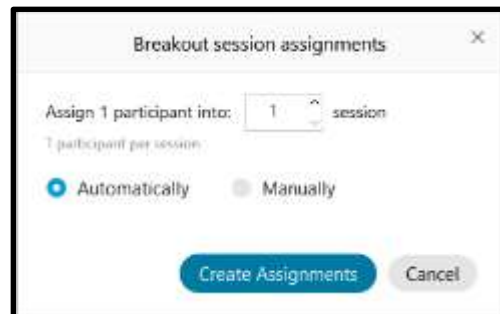 Breakout session assignments
Assign 1 participant into: 1 session
1 participant per session
Automatically Manually
Create Assignments Cancel